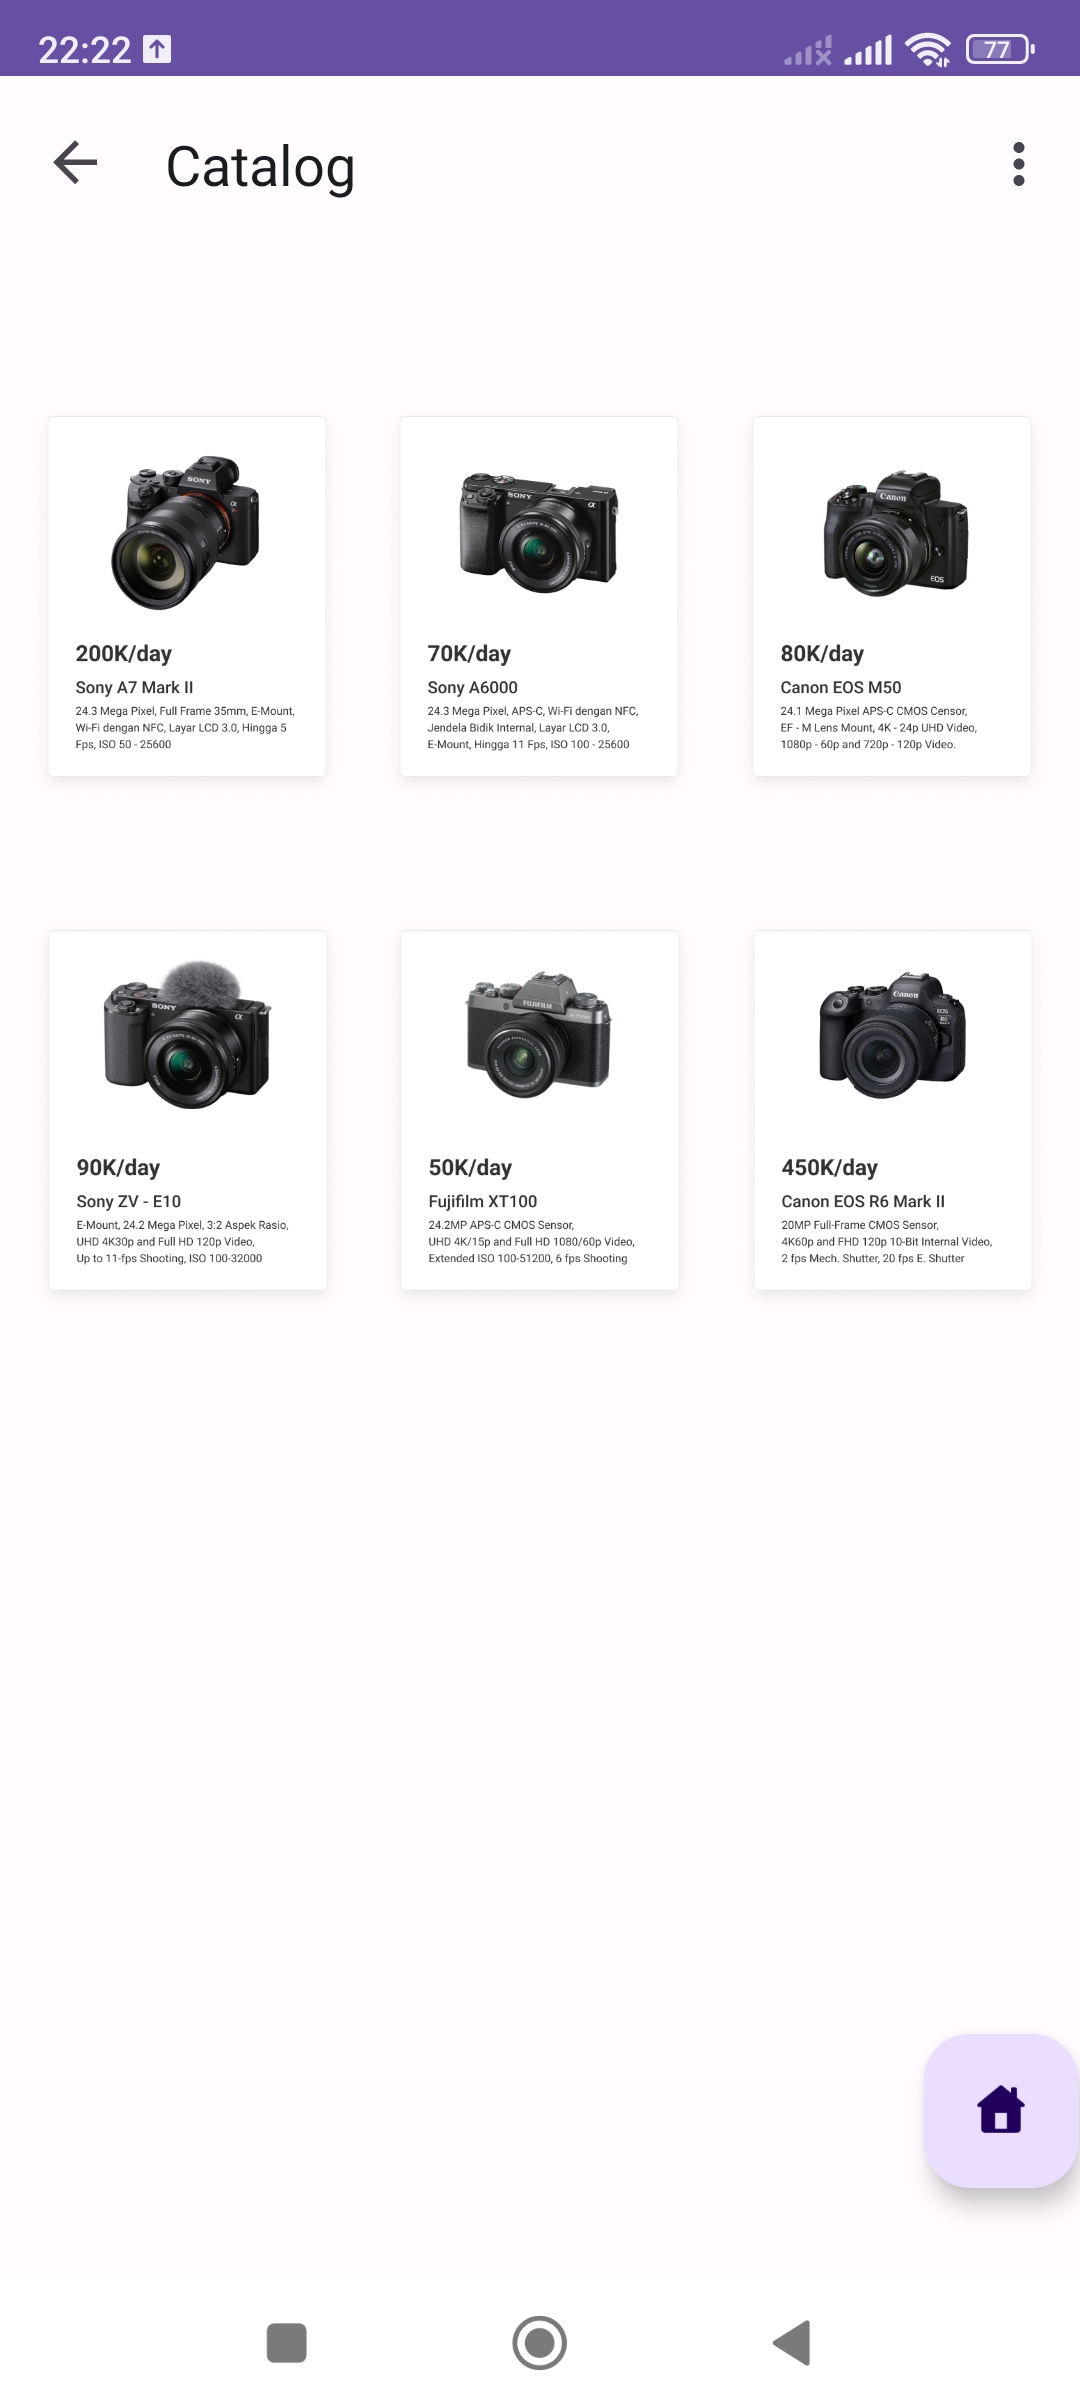 22:22
77
Catalog
SONY
200K/day
Sony A7 Mark II
24.3 Mega Pixel, Full Frame 35mm, E-Mount,
Wi-Fi dengan NFC, Layar LCD 3.0, Hingga 5
Fps, ISO 50 - 25600
SONY
70K/day
Sony A6000
24.3 Mega Pixel, APS-C, Wi-Fi dengan NFC,
Jendela Bidik Internal, Layar LCD 3.0,
E-Mount, Hingga 11 Fps, ISO 100 - 25600
Canon
EOS
80K/day
Canon EOS M50
24.1 Mega Pixel APS-C CMOS Censor,
EF - M Lens Mount, 4K - 24p UHD Video,
1080p - 60p and 720p - 120p Video.
SONY
90K/day
Sony ZV - E10
E-Mount, 24.2 Mega Pixel, 3:2 Aspek Rasio,
UHD 4K30p and Full HD 120p Video,
Up to 11-fps Shooting, ISO 100-32000
FUJIFILM
50K/day
Fujifilm XT100
24.2MP APS-C CMOS Sensor,
UHD 4K/15p and Full HD 1080/60p Video,
Extended ISO 100-51200, 6 fps Shooting
Canon
EOS
R6
450K/day
Canon EOS R6 Mark II
20MP Full-Frame CMOS Sensor,
4K60p and FHD 120p 10-Bit Internal Video,
2 fps Mech. Shutter, 20 fps E. Shutter